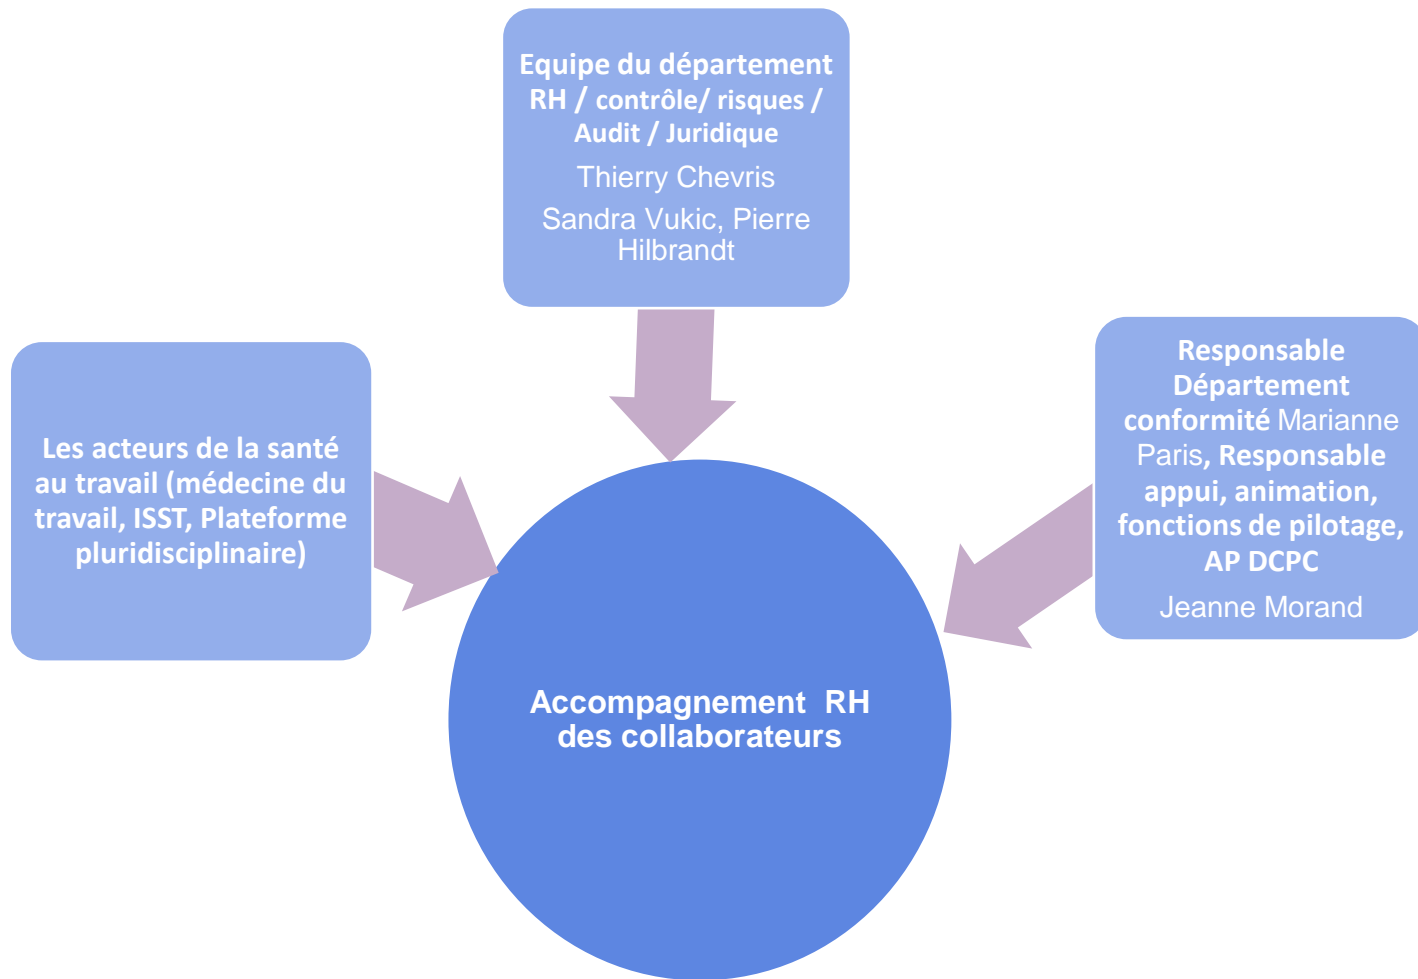 Equipe du département
RH / contrôle/ risques /
Audit / Juridique
Thierry Chevris
Sandra Vukic, Pierre
Hilbrandt
Les acteurs de la santé
au travail (médecine du
travail, ISST, Plateforme
pluridisciplinaire)
Responsable
Département
conformité Marianne
Paris, Responsable
appui, animation,
fonctions de pilotage,
AP DCPC
Jeanne Morand
Accompagnement  RH
des collaborateurs